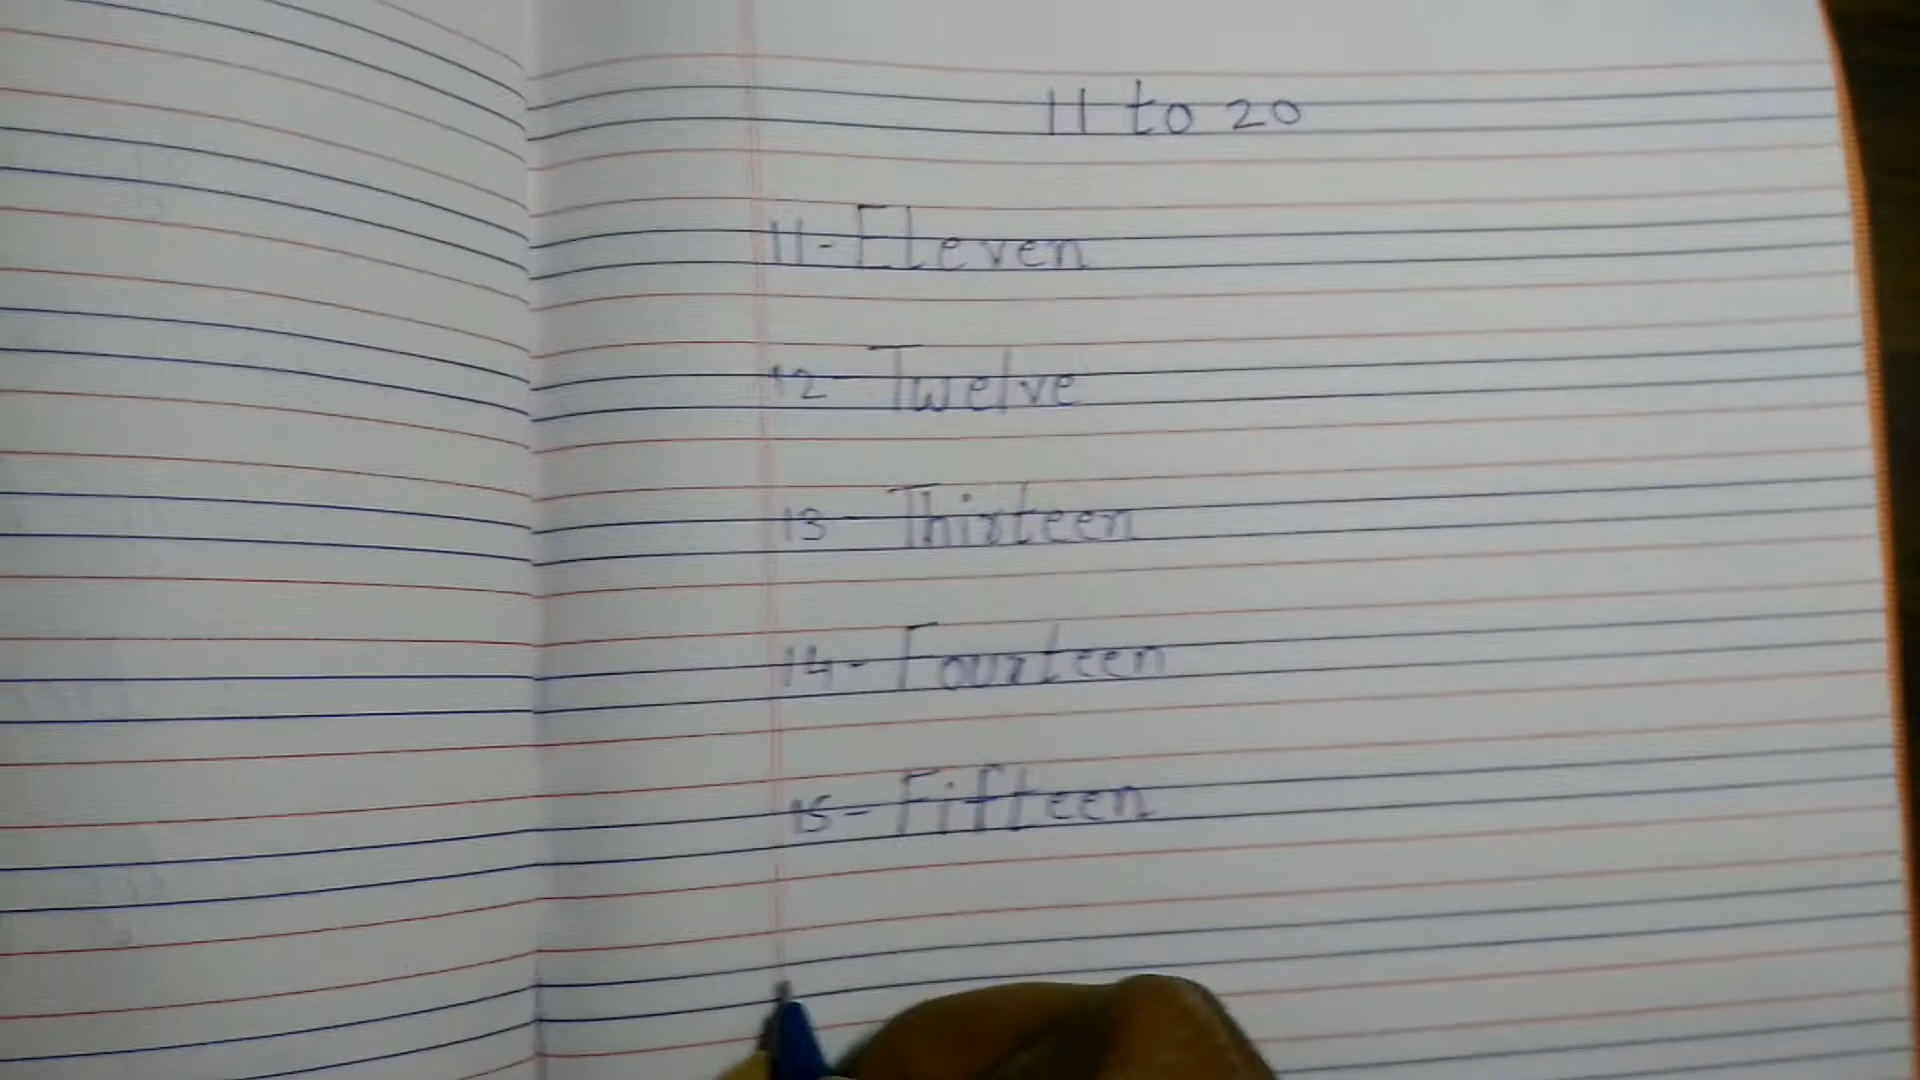 11 to 20
11 - Eleven
12 - Twelve
13 - Thirteen
14 - Fourteen
15 - Fifteen